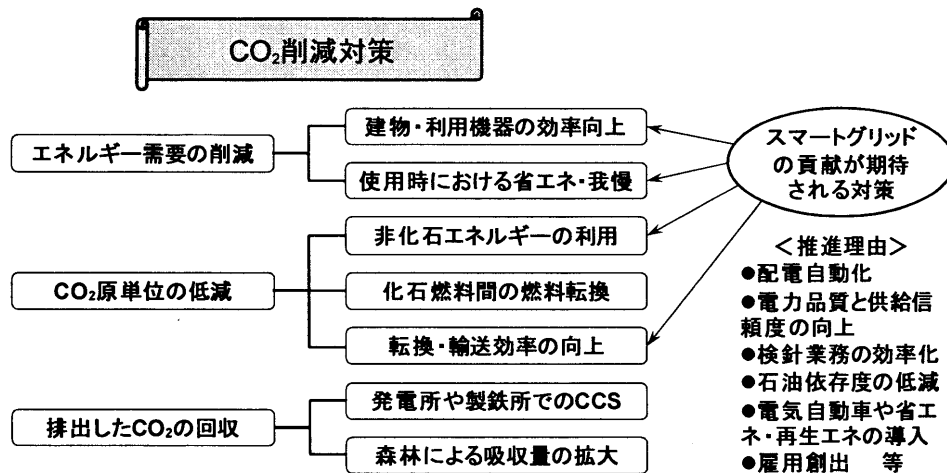 CO₂削減対策
エネルギー需要の削減
建物・利用機器の効率向上
使用時における省エネ・我慢
CO₂原単位の低減
非化石エネルギーの利用
化石燃料間の燃料転換
転換・輸送効率の向上
排出したCO₂の回収
発電所や製鉄所でのCCS
森林による吸収量の拡大
スマートグリッド
の貢献が期待
される対策
＜推進理由＞
●配電自動化
●電力品質と供給信
頼度の向上
●検針業務の効率化
●石油依存度の低減
●電気自動車や省エ
ネ・再生エネの導入
●雇用創出　等